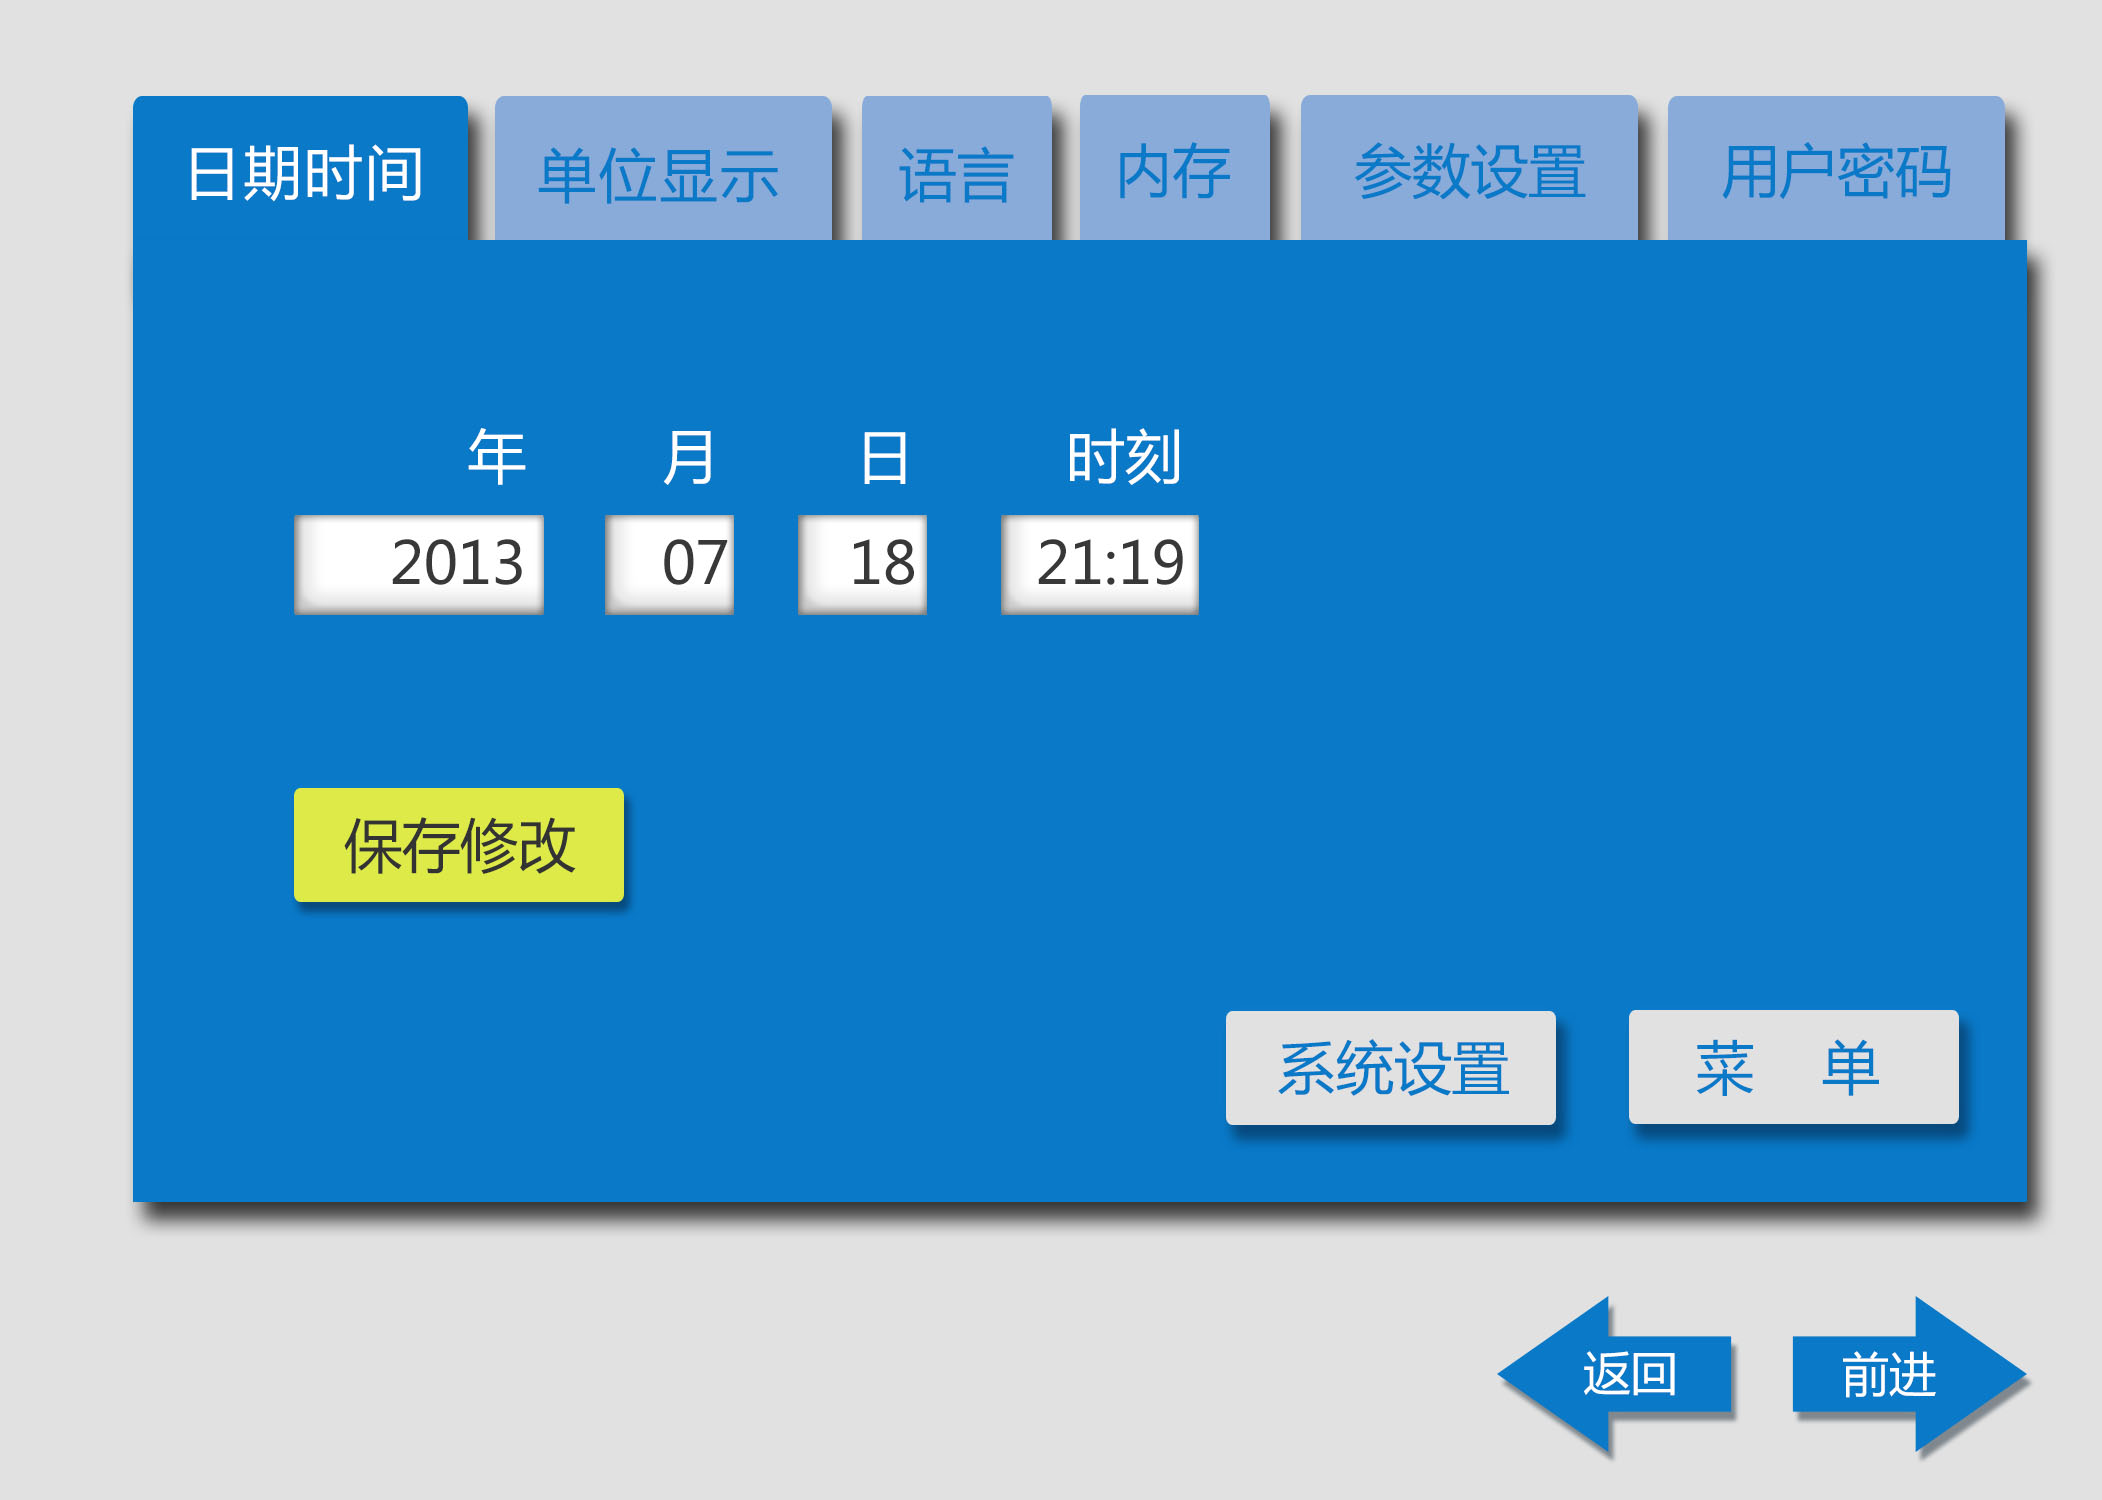 日期时间 单位显示 语言 内存 参数设置 用户密码
年 月 日 时刻
2013 07 18 21:19
保存修改
系统设置 菜 单
返回 前进